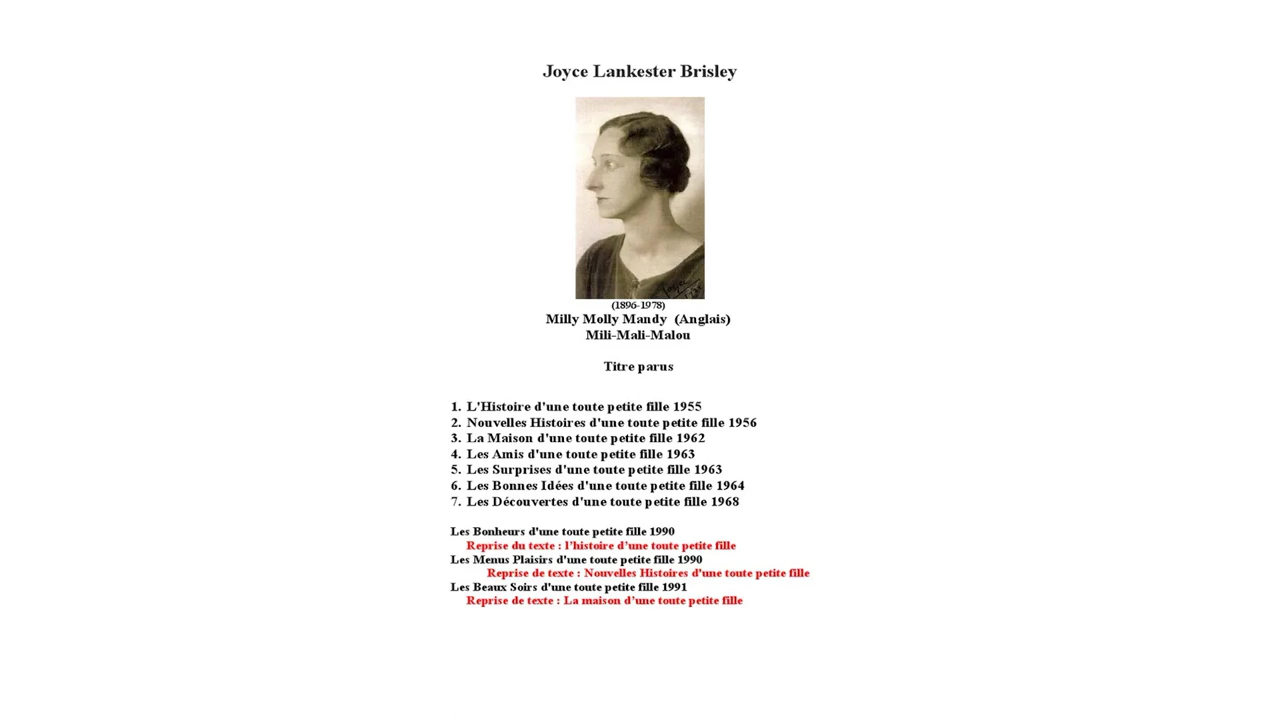 Joyce Lankester Brisley
(1896-1978)
Milly Molly Mandy (Anglais)
Mili-Mali-Malou
Titre parus
1. L'Histoire d'une toute petite fille 1955
2. Nouvelles Histoires d'une toute petite fille 1956
3. La Maison d'une toute petite fille 1962
4. Les Amis d'une toute petite fille 1963
5. Les Surprises d'une toute petite fille 1963
6. Les Bonnes Idées d'une toute petite fille 1964
7. Les Découvertes d'une toute petite fille 1968
Les Bonheurs d'une toute petite fille 1990
Reprise du texte : l’histoire d’une toute petite fille
Les Menus Plaisirs d'une toute petite fille 1990
Reprise de texte : Nouvelles Histoires d'une toute petite fille
Les Beaux Soirs d'une toute petite fille 1991
Reprise de texte : La maison d’une toute petite fille